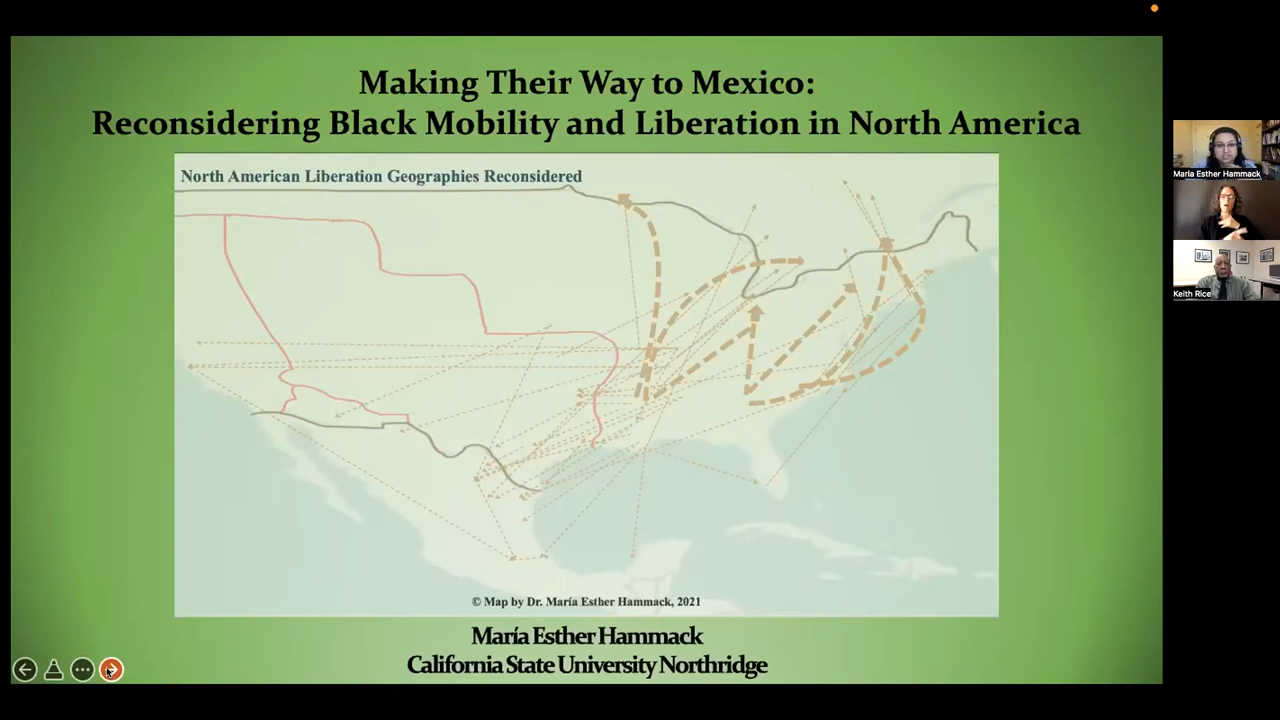 Making Their Way to Mexico:
Reconsidering Black Mobility and Liberation in North America
North American Liberation Geographies Reconsidered
© Map by Dr. María Esther Hammack, 2021
María Esther Hammack
California State University Northridge
Maria Esther Hammack
Keith Rice